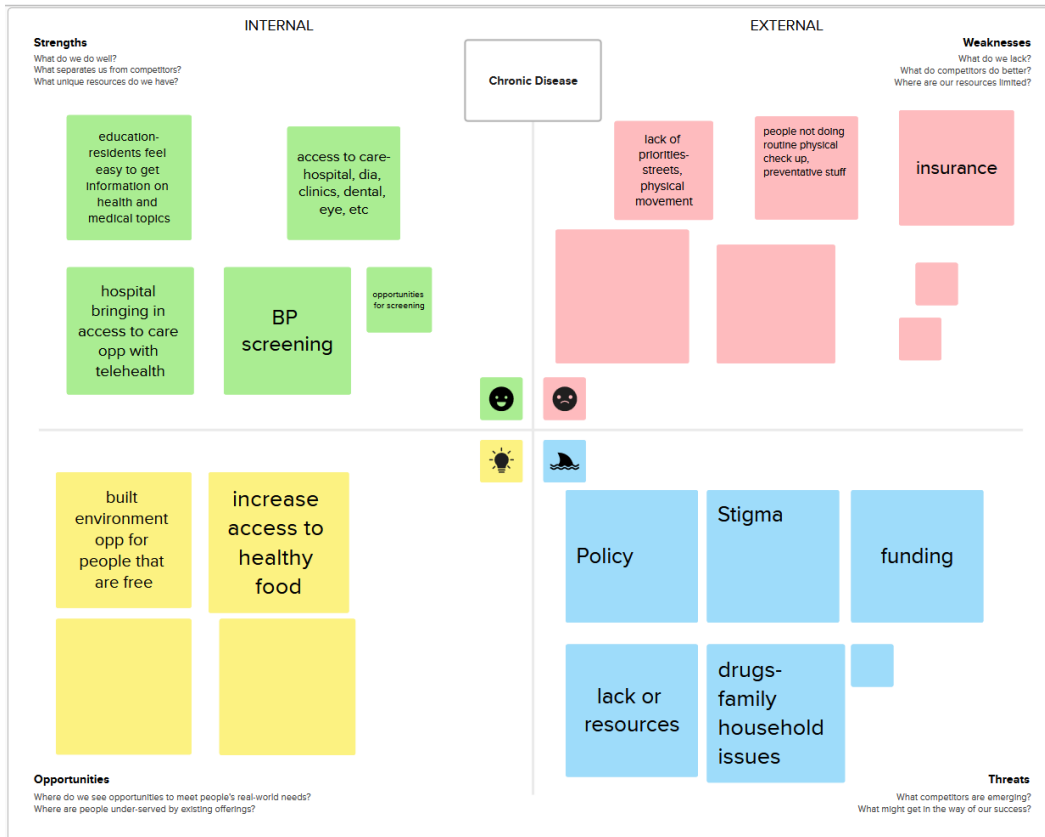 INTERNAL
EXTERNAL
Strengths
What do we do well?
What separates us from competitors?
What unique resources do we have?
Chronic Disease
Weaknesses
What do we lack?
What do competitors do better?
Where are our resources limited?
education-
residents feel
easy to get
information on
health and
medical topics
access to care-
hospital, dia,
clinics, dental,
eye, etc
hospital
bringing in
access to care
opp with
telehealth
BP
screening
opportunities
for screening
lack of
priorities-
streets,
physical
movement
people not doing
routine physical
check up,
preventative stuff
insurance
built
environment
opp for
people that
are free
increase
access to
healthy
food
Policy
Stigma
funding
lack or
resources
drugs-
family
household
issues
Opportunities
Where do we see opportunities to meet people's real-world needs?
Where are people under-served by existing offerings?
Threats
What competitors are emerging?
What might get in the way of our success?